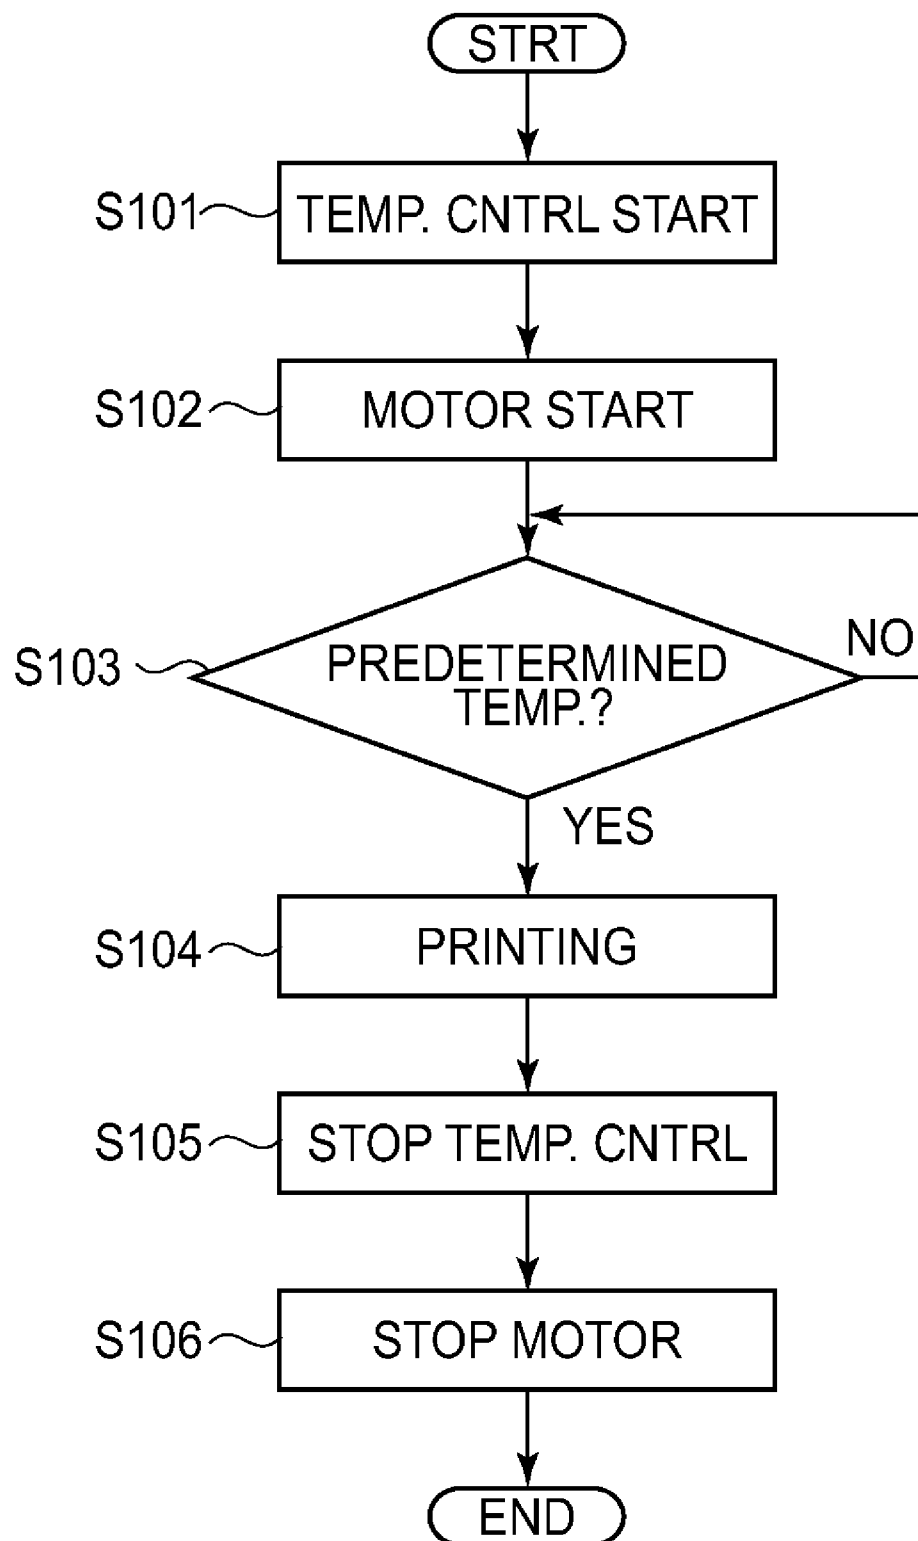 STRT
S101
TEMP. CNTRL START
S102
MOTOR START
S103
PREDETERMINED
TEMP.?
NO
YES
S104
PRINTING
S105
STOP TEMP. CNTRL
S106
STOP MOTOR
END